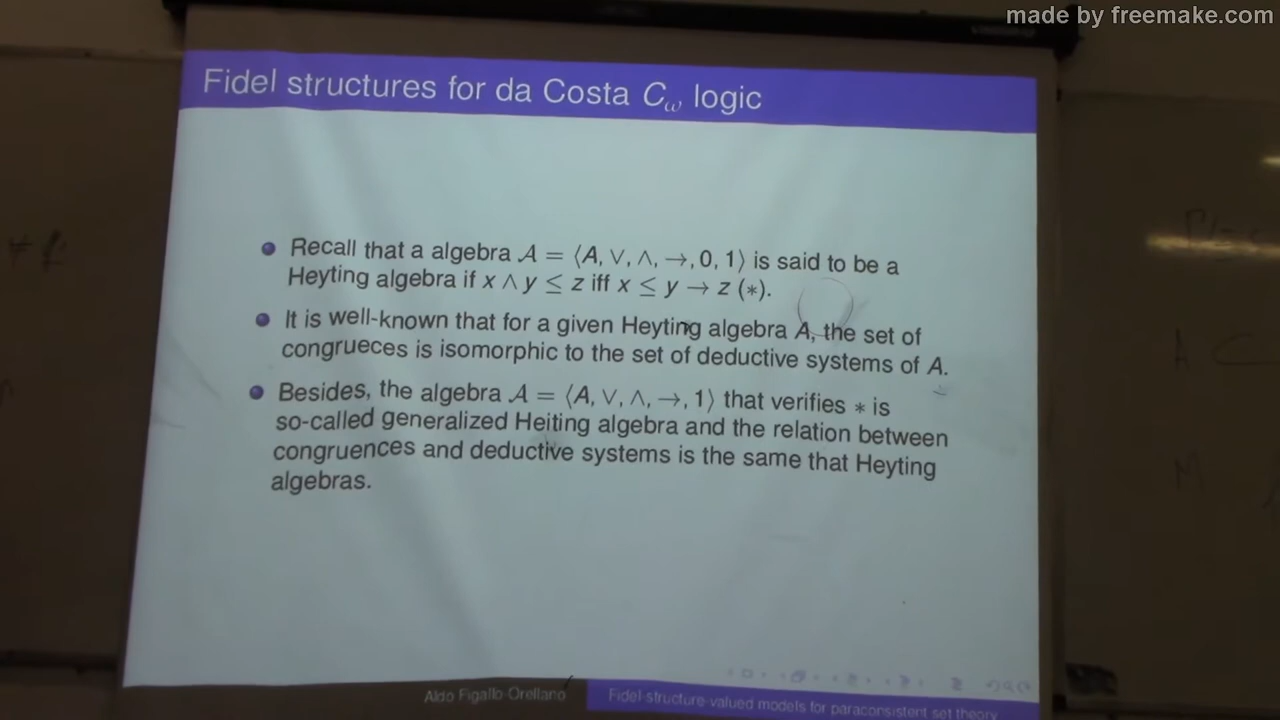 made by freemake.com
Fidel structures for da Costa Cω logic
Recall that a algebra 𝒜 = ⟨A, ∨, ∧, →, 0, 1⟩ is said to be a
Heyting algebra if x ∧ y ≤ z iff x ≤ y → z (∗).
It is well-known that for a given Heyting algebra A, the set of
congrueces is isomorphic to the set of deductive systems of A.
Besides, the algebra 𝒜 = ⟨A, ∨, ∧, →, 1⟩ that verifies ∗ is
so-called generalized Heiting algebra and the relation between
congruences and deductive systems is the same that Heyting
algebras.
Aldo Figallo-Orellano
Fidel-structure-valued models for paraconsistent set theory